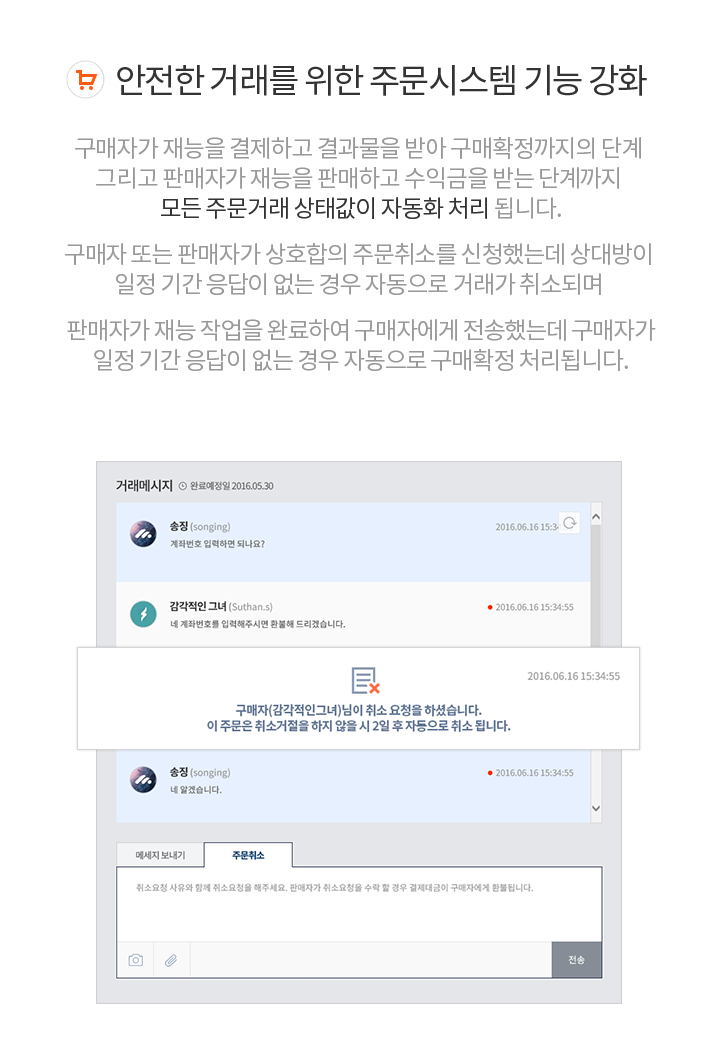 안전한 거래를 위한 주문시스템 기능 강화
구매자가 재능을 결제하고 결과물을 받아 구매확정까지의 단계
그리고 판매자가 재능을 판매하고 수익금을 받는 단계까지
모든 주문거래 상태값이 자동화 처리 됩니다.
구매자 또는 판매자가 상호합의 주문취소를 신청했는데 상대방이
일정 기간 응답이 없는 경우 자동으로 거래가 취소되며
판매자가 재능 작업을 완료하여 구매자에게 전송했는데 구매자가
일정 기간 응답이 없는 경우 자동으로 구매확정 처리됩니다.
거래메시지 완료예정일 2016.05.30
송징 (songing) 2016.06.16 15:34
계좌번호 입력하면 되나요?
감각적인 그녀 (Suthan.s) 2016.06.16 15:34:55
네 계좌번호를 입력해주시면 환불해 드리겠습니다.
2016.06.16 15:34:55
구매자(감각적인그녀)님이 취소 요청을 하셨습니다.
이 주문은 취소거절을 하지 않을 시 2일 후 자동으로 취소 됩니다.
송징 (songing) 2016.06.16 15:34:55
네 알겠습니다.
메세지 보내기 주문취소
취소요청 사유와 함께 취소요청을 해주세요. 판매자가 취소요청을 수락 할 경우 결제대금이 구매자에게 환불됩니다.
전송